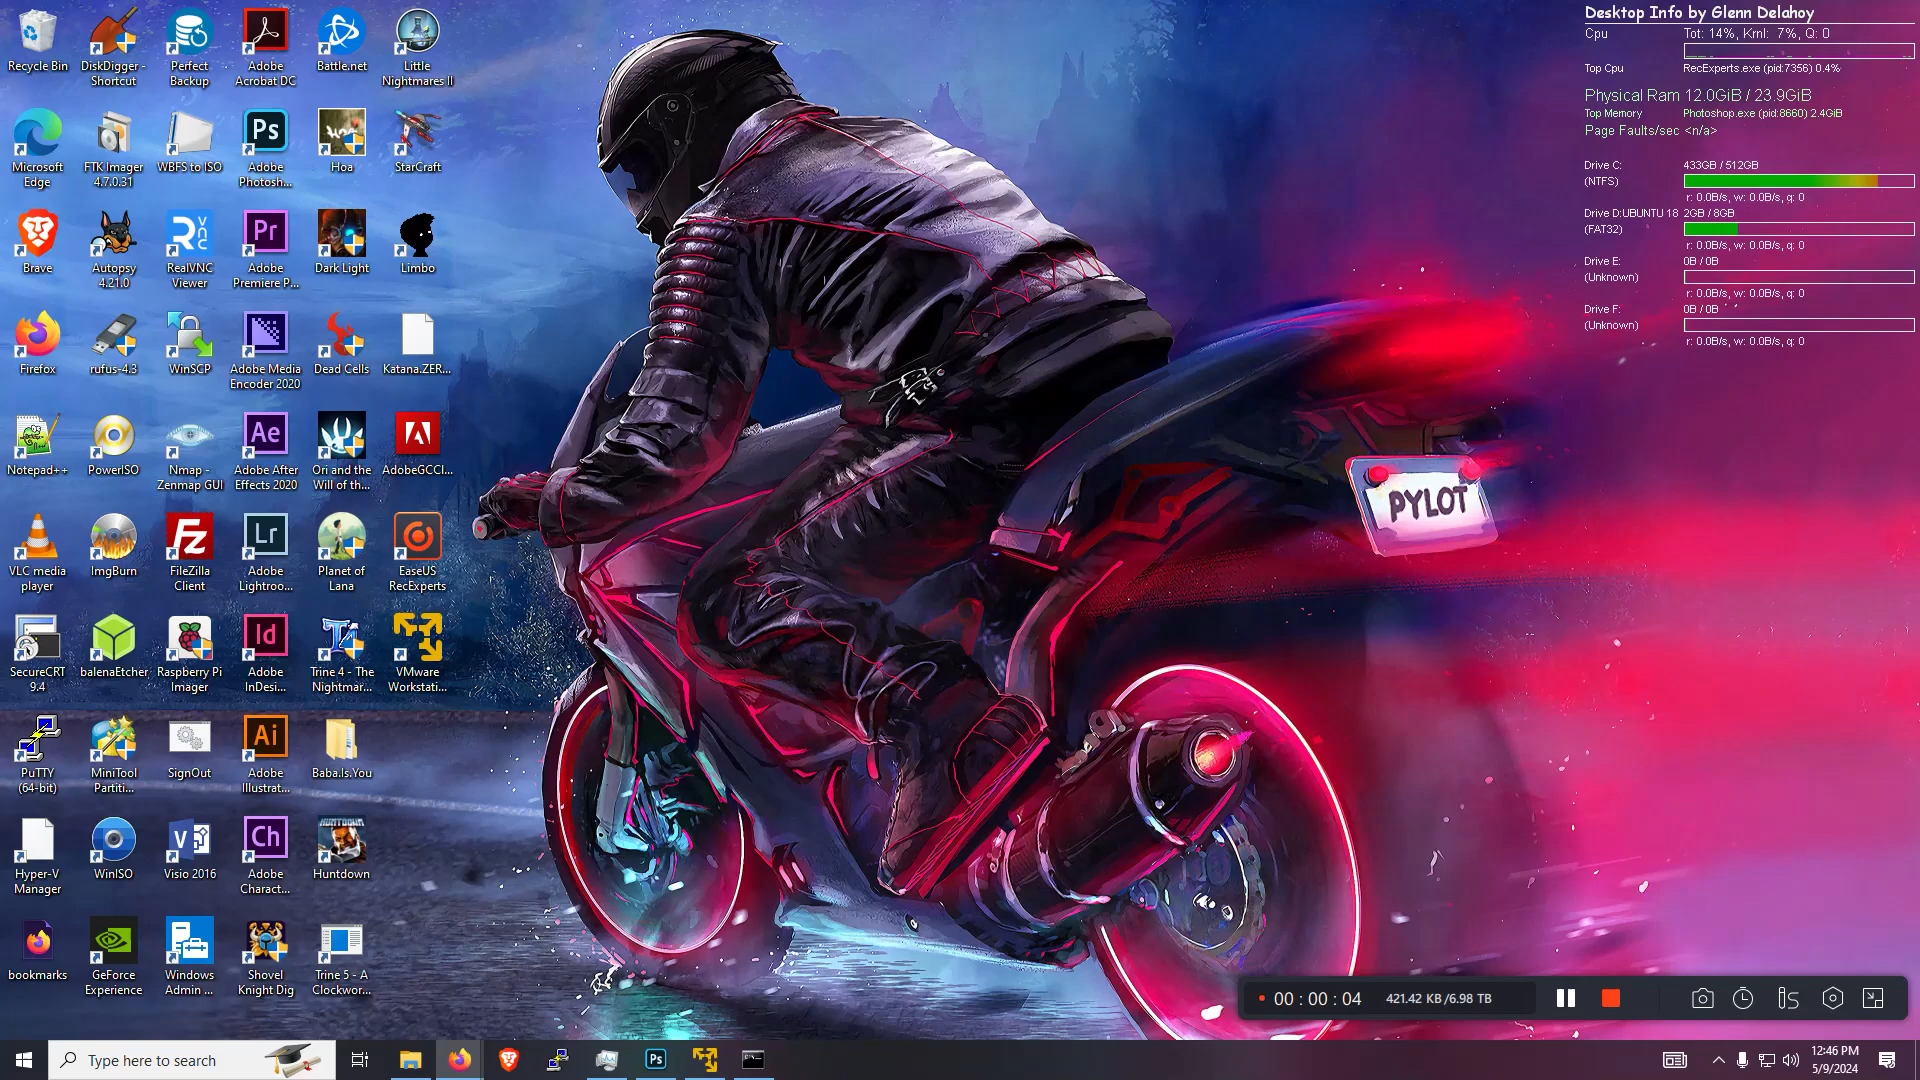 Recycle Bin
DiskDigger -
Shortcut
Perfect
Backup
Adobe
Acrobat DC
Battle.net
Little
Nightmares II
Microsoft
Edge
FTK Imager
4.7.0.31
WBFS to ISO
Ps
Adobe
Photosh...
Hoa
StarCraft
Brave
Autopsy
4.21.0
RealVNC
Viewer
Pr
Adobe
Premiere P...
Dark Light
Limbo
Firefox
rufus-4.3
WinSCP
Adobe Media
Encoder 2020
Dead Cells
Katana.ZER...
Notepad++
PowerISO
Nmap -
Zenmap GUI
Ae
Adobe After
Effects 2020
Ori and the
Will of th...
AdobeGCCl...
VLC media
player
ImgBurn
Fz
FileZilla
Client
Lr
Adobe
Lightroo...
Planet of
Lana
EaseUS
RecExperts
SecureCRT
9.4
balenaEtcher
Raspberry Pi
Imager
Id
Adobe
InDesi...
Trine 4 - The
Nightmar...
VMware
Workstati...
PuTTY
(64-bit)
MiniTool
Partiti...
SignOut
Ai
Adobe
Illustrat...
Baba.Is.You
Hyper-V
Manager
WinISO
Visio 2016
Ch
Adobe
Charact...
HUNTDOWN
Huntdown
bookmarks
GeForce
Experience
Windows
Admin ...
Shovel
Knight Dig
Trine 5 - A
Clockwor...
Desktop Info by Glenn Delahoy
Cpu Tot: 14%, Krnl: 7%, Q: 0
Top Cpu RecExperts.exe (pid:7356) 0.4%
Physical Ram 12.0GiB / 23.9GiB
Top Memory Photoshop.exe (pid:8660) 2.4GiB
Page Faults/sec <n/a>
Drive C: 433GB / 512GB
(NTFS)
r: 0.0B/s, w: 0.0B/s, q: 0
Drive D:UBUNTU 18 2GB / 8GB
(FAT32)
r: 0.0B/s, w: 0.0B/s, q: 0
Drive E: 0B / 0B
(Unknown)
r: 0.0B/s, w: 0.0B/s, q: 0
Drive F: 0B / 0B
(Unknown)
r: 0.0B/s, w: 0.0B/s, q: 0
PYLOT
00 : 00 : 04 421.42 KB /6.98 TB
Type here to search
Ps
12:46 PM
5/9/2024